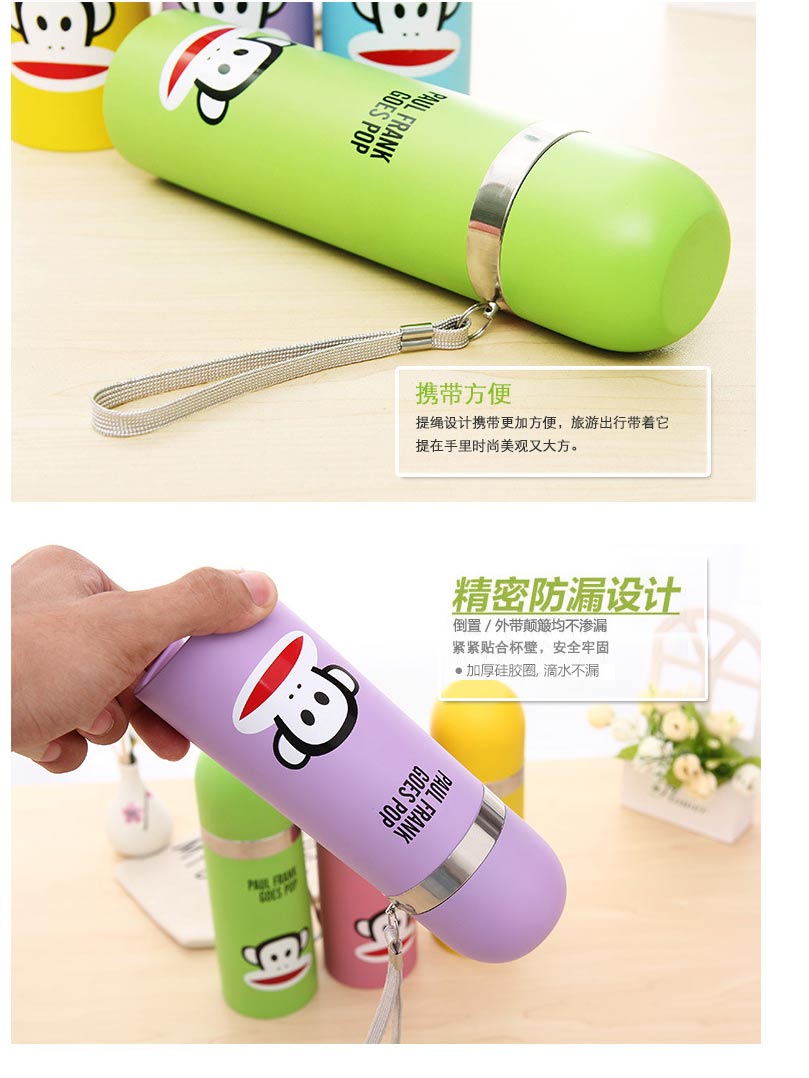 PAUL FRANK
GOES POP
携带方便
提绳设计携带更加方便，旅游出行带着它
提在手里时尚美观又大方。
精密防漏设计
倒置 / 外带颠簸均不渗漏
紧紧贴合杯壁，安全牢固
●加厚硅胶圈, 滴水不漏
PAUL FRANK
GOES POP
PAUL FRANK
GOES POP